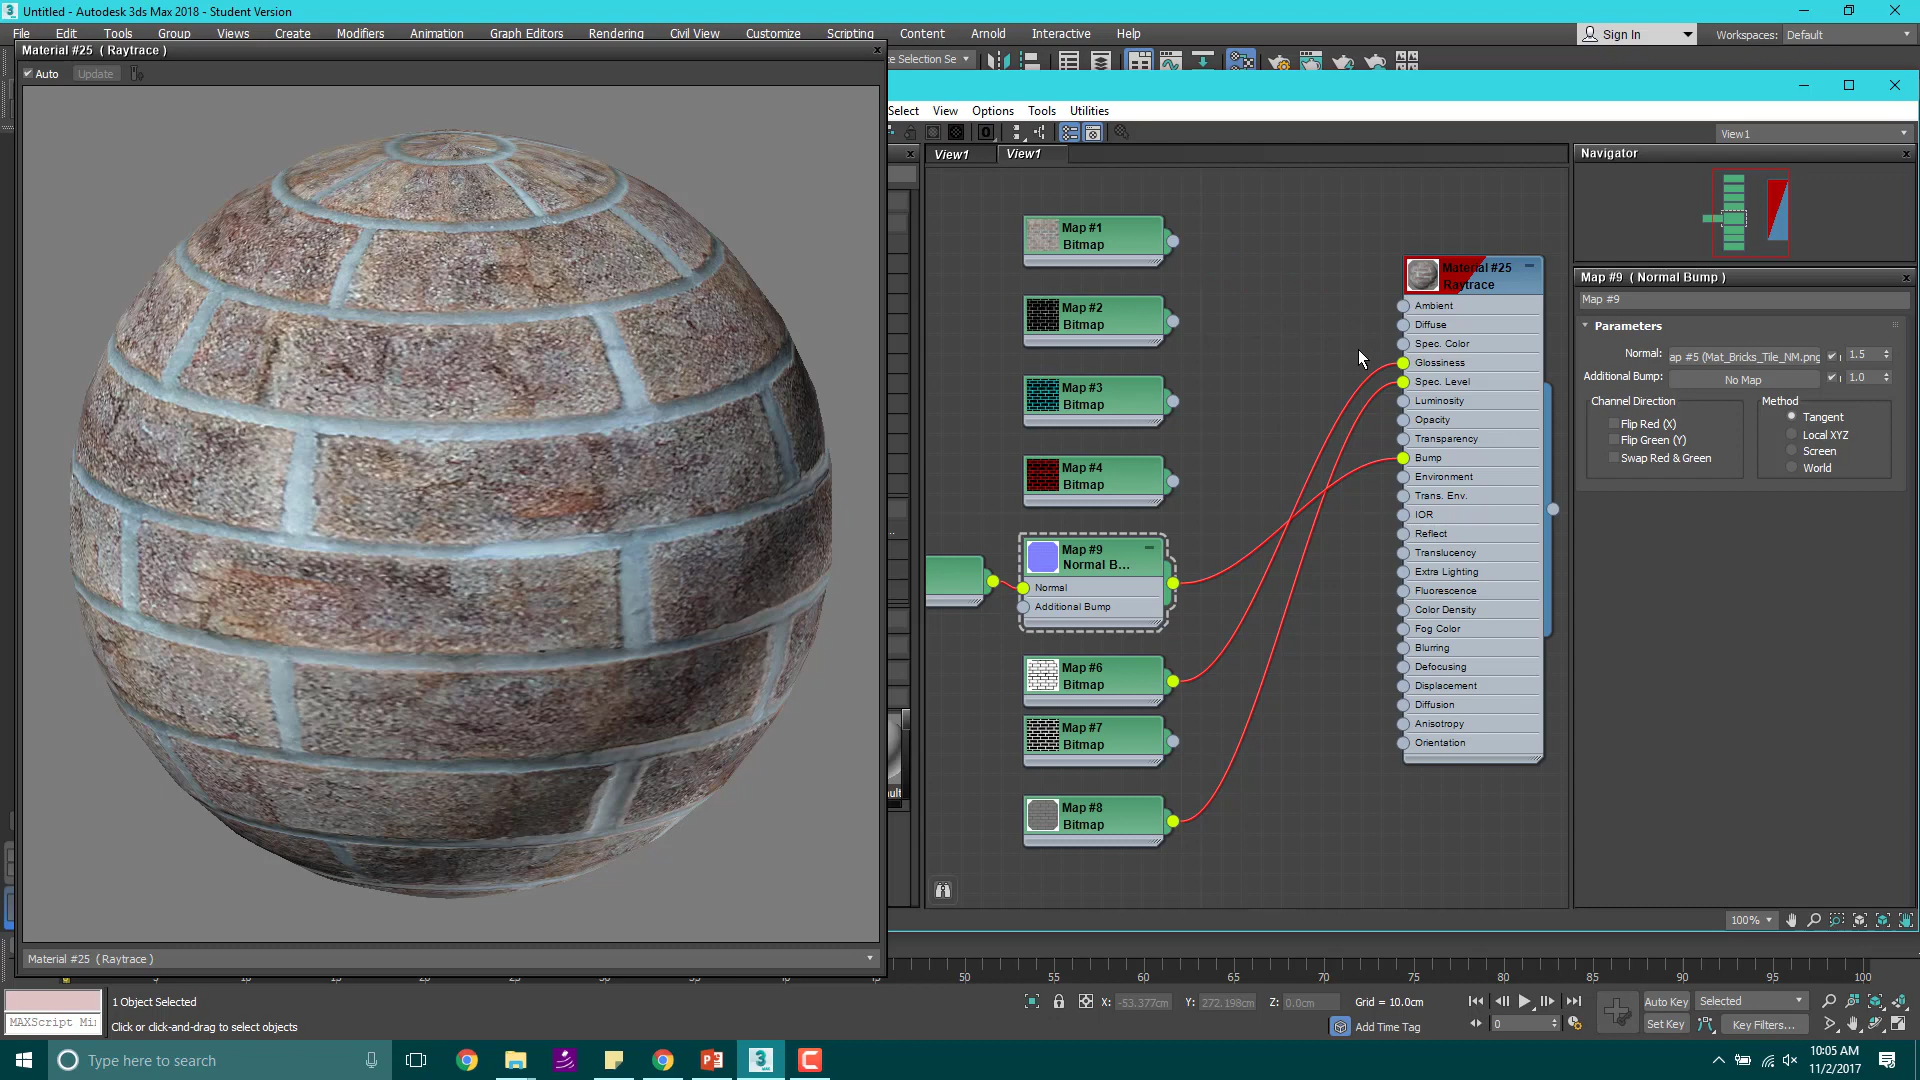 Untitled - Autodesk 3ds Max 2018 - Student Version
File Edit Tools Group Views Create Modifiers Animation Graph Editors Rendering Civil View Customize Scripting Content Arnold Interactive Help
Sign In
Workspaces: Default
Material #25 ( Raytrace )
Auto Update
Select View Options Tools Utilities
View1
View1 View1
Navigator
Map #1
Bitmap
Map #2
Bitmap
Map #3
Bitmap
Map #4
Bitmap
Map #9
Normal B...
Normal
Additional Bump
Map #6
Bitmap
Map #7
Bitmap
Map #8
Bitmap
Material #25
Raytrace
Ambient
Diffuse
Spec. Color
Glossiness
Spec. Level
Luminosity
Opacity
Transparency
Bump
Environment
Trans. Env.
IOR
Reflect
Translucency
Extra Lighting
Fluorescence
Color Density
Fog Color
Blurring
Defocusing
Displacement
Diffusion
Anisotropy
Orientation
Map #9 ( Normal Bump )
Map #9
Parameters
Normal: ap #5 (Mat_Bricks_Tile_NM.png 1.5
Additional Bump: No Map 1.0
Channel Direction
Flip Red (X)
Flip Green (Y)
Swap Red & Green
Method
Tangent
Local XYZ
Screen
World
100%
Material #25 ( Raytrace )
50 55 60 65 70 75 80 85 90 95 100
1 Object Selected
X: -53.377cm Y: 272.198cm Z: 0.0cm Grid = 10.0cm
Auto Key Selected
MAXScript Mi
Click or click-and-drag to select objects
Add Time Tag
0
Set Key Key Filters...
Type here to search
10:05 AM
11/2/2017